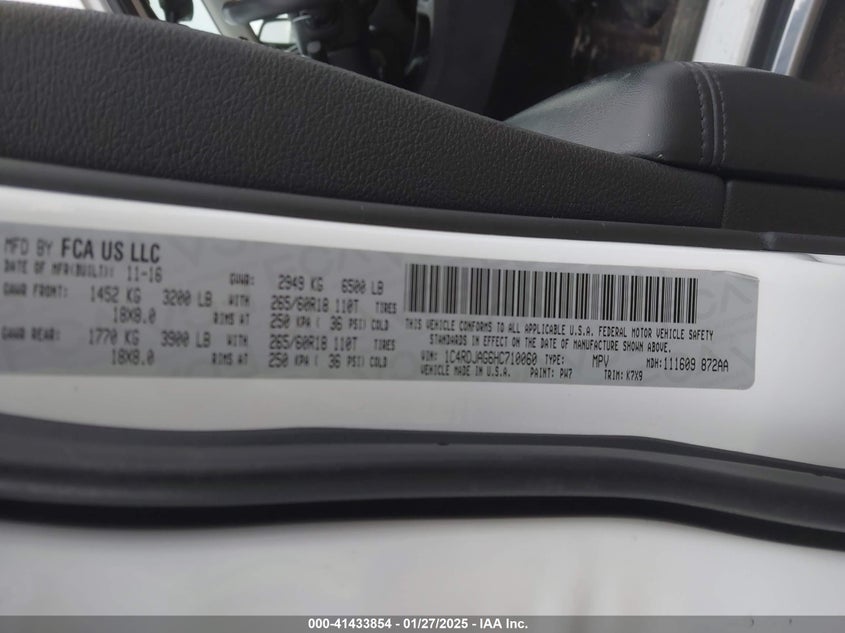 MFD BY FCA US LLC
DATE OF MFR(BUILT): 11-16 GVWR: 2949 KG 6500 LB
GAWR FRONT: 1452 KG 3200 LB WITH 265/60R18 110T TIRES
18X8.0 RIMS AT 250 KPA ( 36 PSI) COLD
GAWR REAR: 1770 KG 3900 LB WITH 265/60R18 110T TIRES
18X8.0 RIMS AT 250 KPA ( 36 PSI) COLD
THIS VEHICLE CONFORMS TO ALL APPLICABLE U.S.A. FEDERAL MOTOR VEHICLE SAFETY
STANDARDS IN EFFECT ON THE DATE OF MANUFACTURE SHOWN ABOVE.
VIN: 1C4RDJAG6HC710060 TYPE: MPV MDH: 111609 872AA
VEHICLE MADE IN U.S.A. PAINT: PW7 TRIM: K7X9
000-41433854 - 01/27/2025 - IAA Inc.